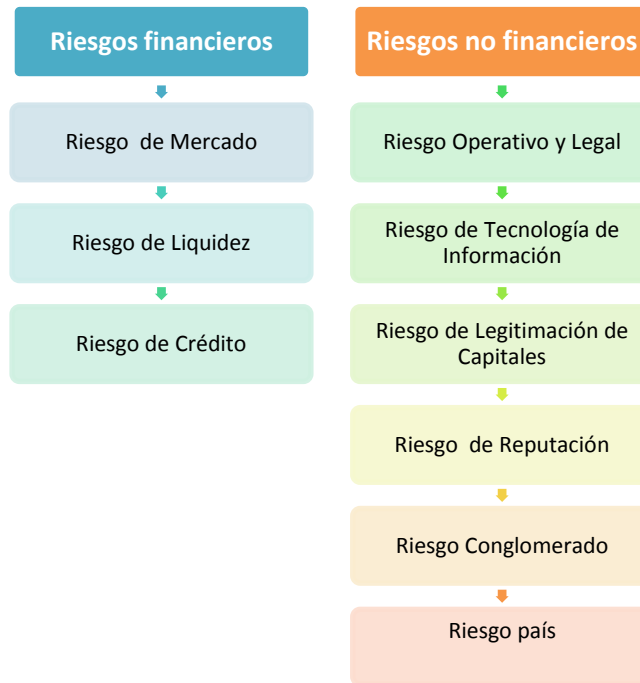 Riesgos financieros
Riesgo de Mercado
Riesgo de Liquidez
Riesgo de Crédito
Riesgos no financieros
Riesgo Operativo y Legal
Riesgo de Tecnología de
Información
Riesgo de Legitimación de
Capitales
Riesgo de Reputación
Riesgo Conglomerado
Riesgo país